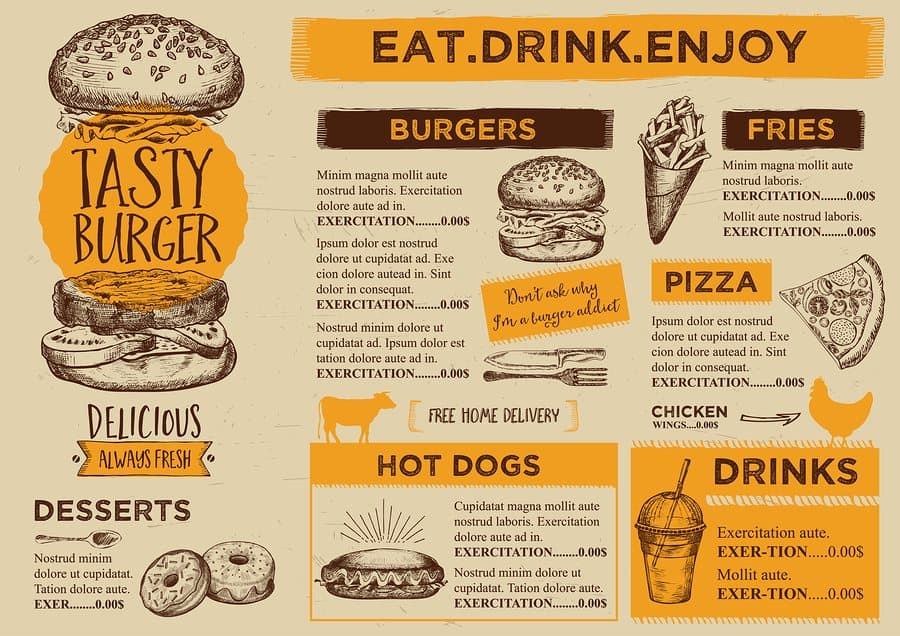 EAT.DRINK.ENJOY
TASTY
BURGER
DELICIOUS
ALWAYS FRESH
DESSERTS
Nostrud minim
dolore ut cupidatat.
Tation dolore aute.
EXER........0.00$
BURGERS
Minim magna mollit aute
nostrud laboris. Exercitation
dolore aute ad in.
EXERCITATION........0.00$
Ipsum dolor est nostrud
dolore ut cupidatat ad. Exe
cion dolore autead in. Sint
dolor in consequat.
EXERCITATION........0.00$
Nostrud minim dolore ut
cupidatat ad. Ipsum dolor est
tation dolore aute ad in.
EXERCITATION........0.00$
Don't ask why
I'm a burger addict
FREE HOME DELIVERY
HOT DOGS
Cupidatat magna mollit aute
nostrud laboris. Exercitation
dolore aute ad in.
EXERCITATION........0.00$
Nostrud minim dolore ut
cupidatat. Tation dolore aute.
EXERCITATION........0.00$
FRIES
Minim magna mollit aute
nostrud laboris.
EXERCITATION........0.00$
Mollit aute nostrud laboris.
EXERCITATION........0.00$
PIZZA
Ipsum dolor est nostrud
dolore ut cupidatat ad. Exe
cion dolore autead in. Sint
dolor in consequat.
EXERCITATION........0.00$
CHICKEN
WINGS....0.00$
DRINKS
Exercitation aute.
EXER-TION.....0.00$
Mollit aute.
EXER-TION.....0.00$